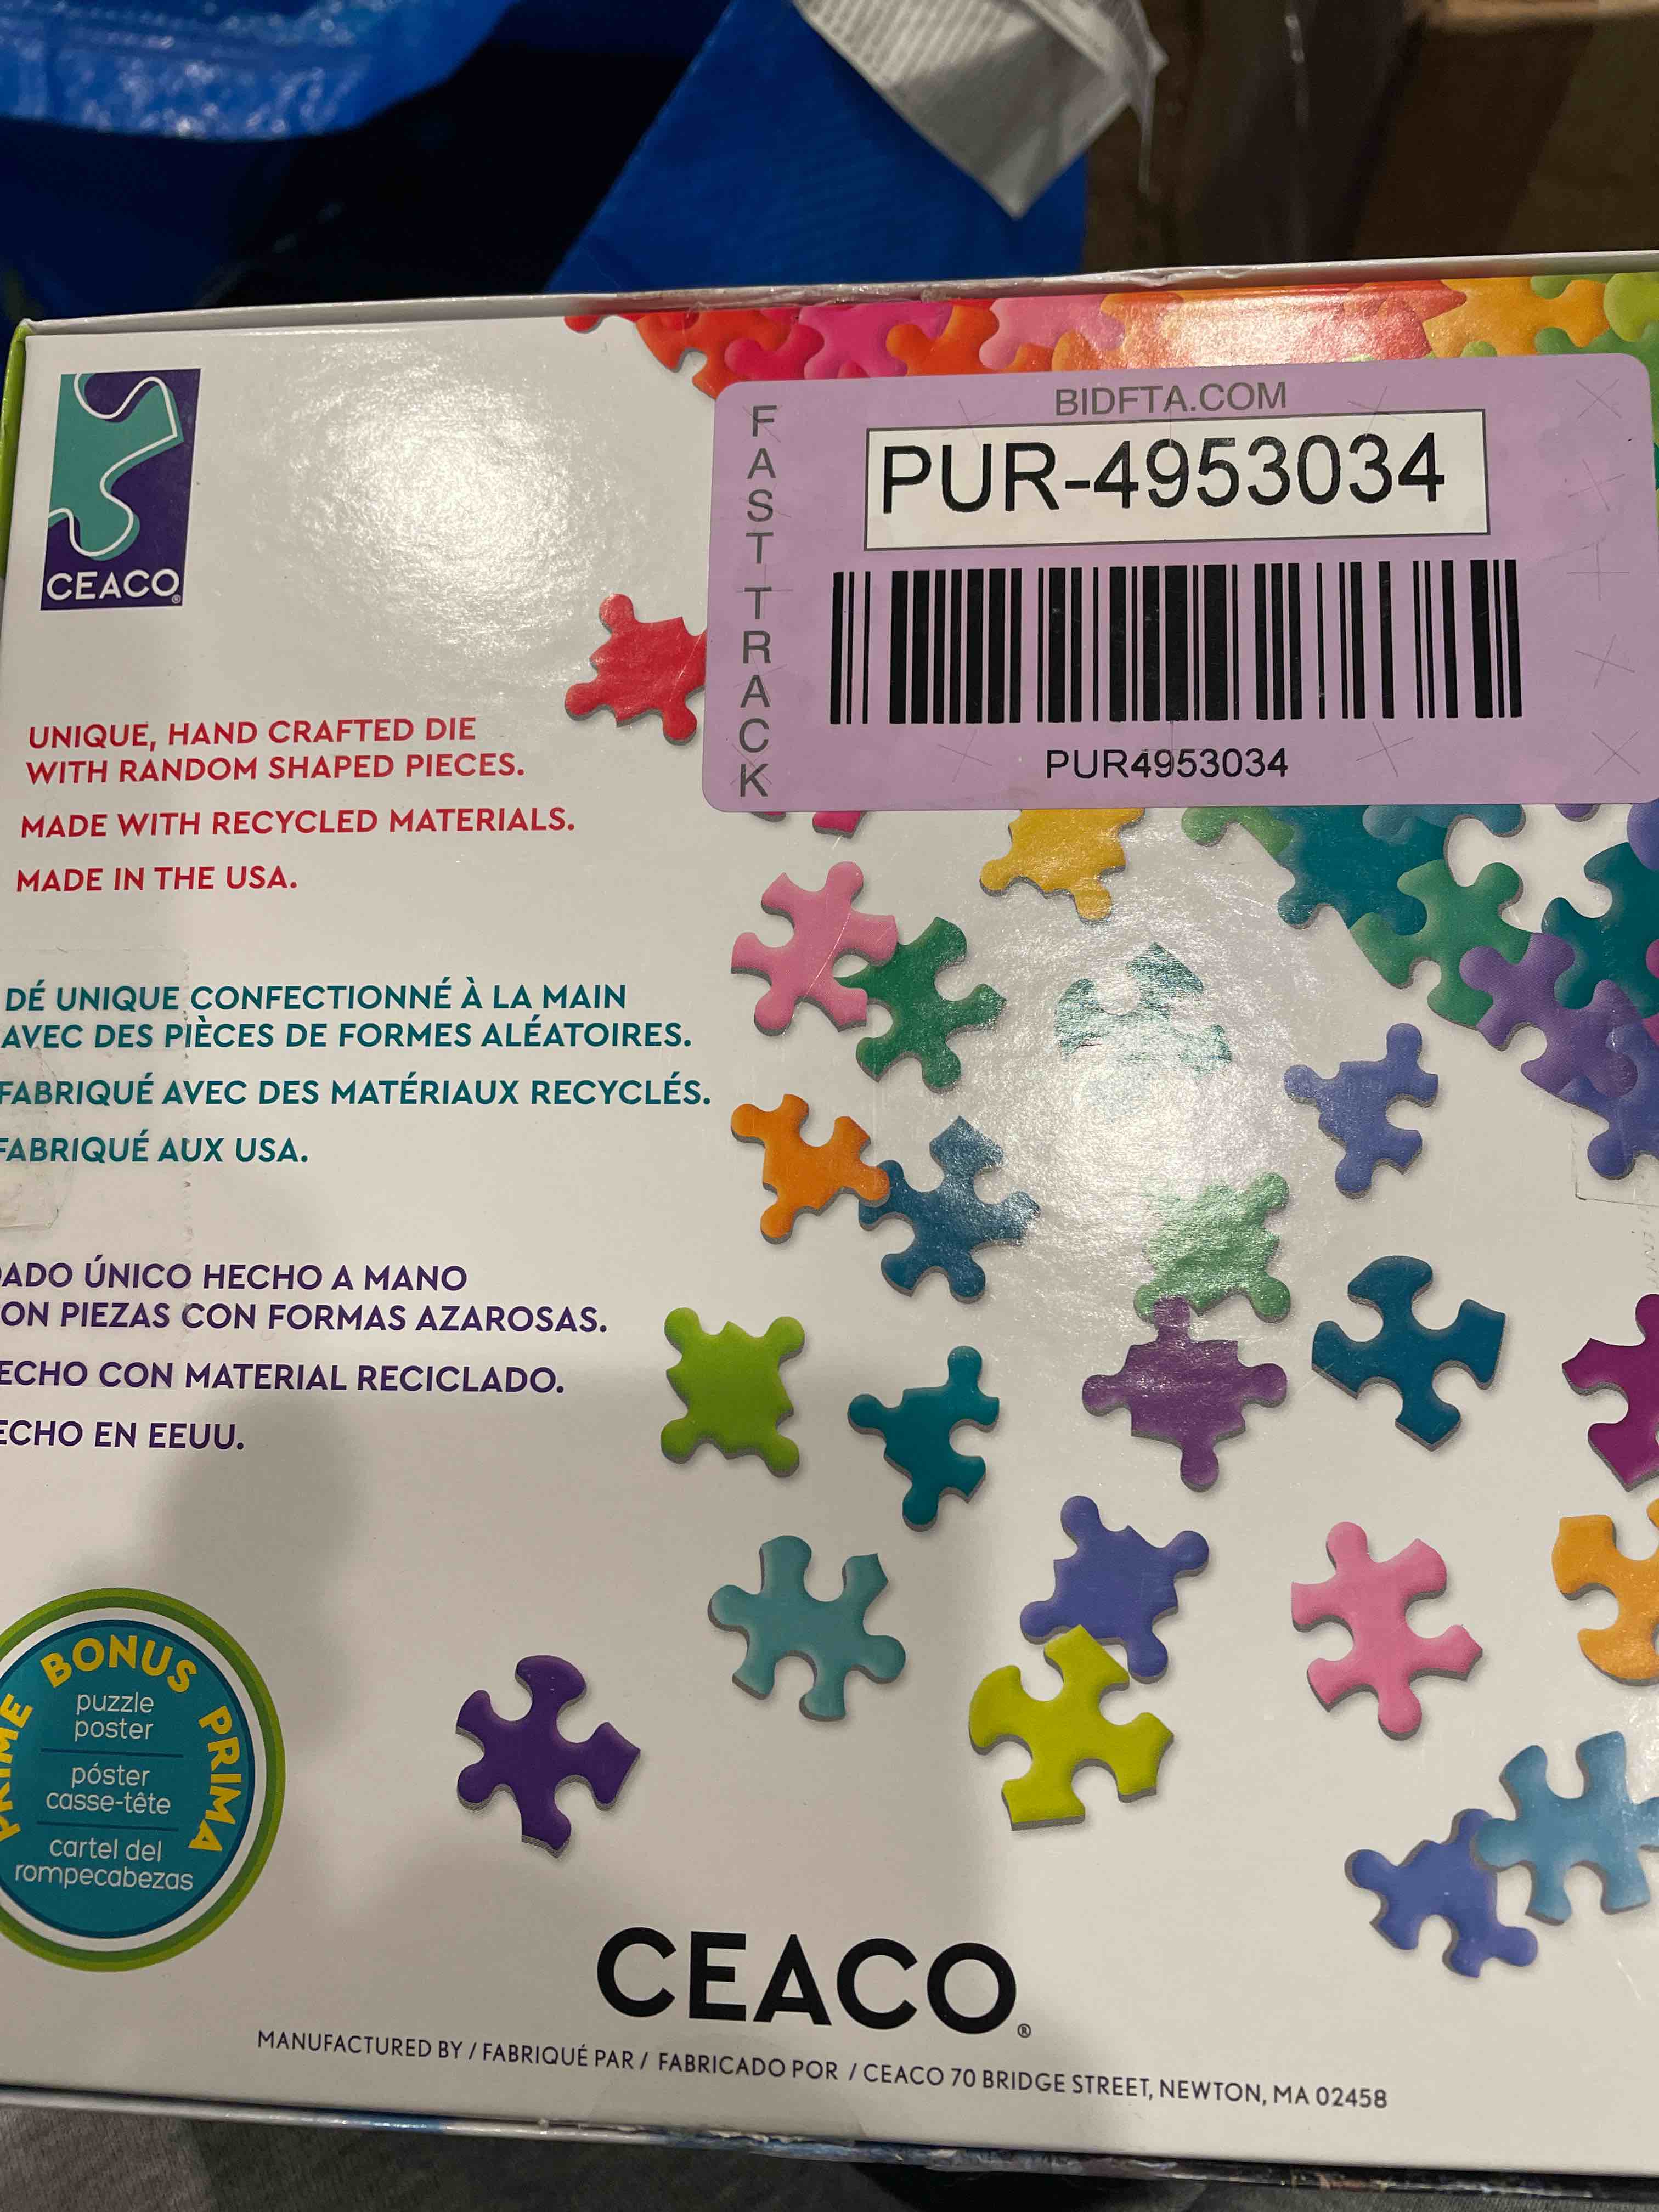 CEACO®
BIDFTA.COM
FAST TRACK
PUR-4953034
PUR4953034
UNIQUE, HAND CRAFTED DIE
WITH RANDOM SHAPED PIECES.
MADE WITH RECYCLED MATERIALS.
MADE IN THE USA.
DÉ UNIQUE CONFECTIONNÉ À LA MAIN
AVEC DES PIÈCES DE FORMES ALÉATOIRES.
FABRIQUÉ AVEC DES MATÉRIAUX RECYCLÉS.
FABRIQUÉ AUX USA.
ADO ÚNICO HECHO A MANO
ON PIEZAS CON FORMAS AZAROSAS.
ECHO CON MATERIAL RECICLADO.
ECHO EN EEUU.
PRIME BONUS PRIMA
puzzle
poster
póster
casse-tête
cartel del
rompecabezas
CEACO®
MANUFACTURED BY / FABRIQUÉ PAR / FABRICADO POR / CEACO 70 BRIDGE STREET, NEWTON, MA 02458